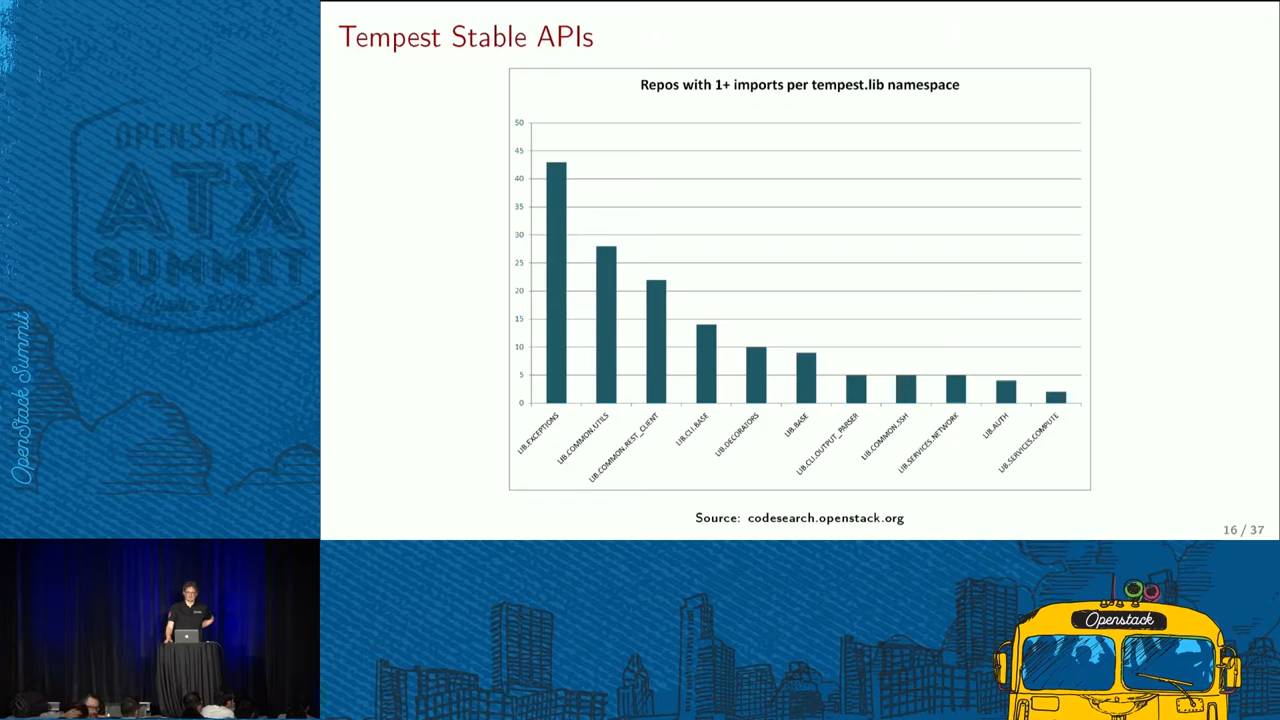 Tempest Stable APIs
Repos with 1+ imports per tempest.lib namespace
50
45
40
35
30
25
20
15
10
5
0
LIB.EXCEPTIONS
LIB.COMMON.UTILS
LIB.COMMON.REST_CLIENT
LIB.CLI.BASE
LIB.DECORATORS
LIB.BASE
LIB.CLI.OUTPUT_PARSER
LIB.COMMON.SSH
LIB.SERVICES.NETWORK
LIB.AUTH
LIB.SERVICES.COMPUTE
Source: codesearch.openstack.org
16 / 37
OPENSTACK
ATX
SUMMIT
Austin 2016
OpenStack Summit
Openstack